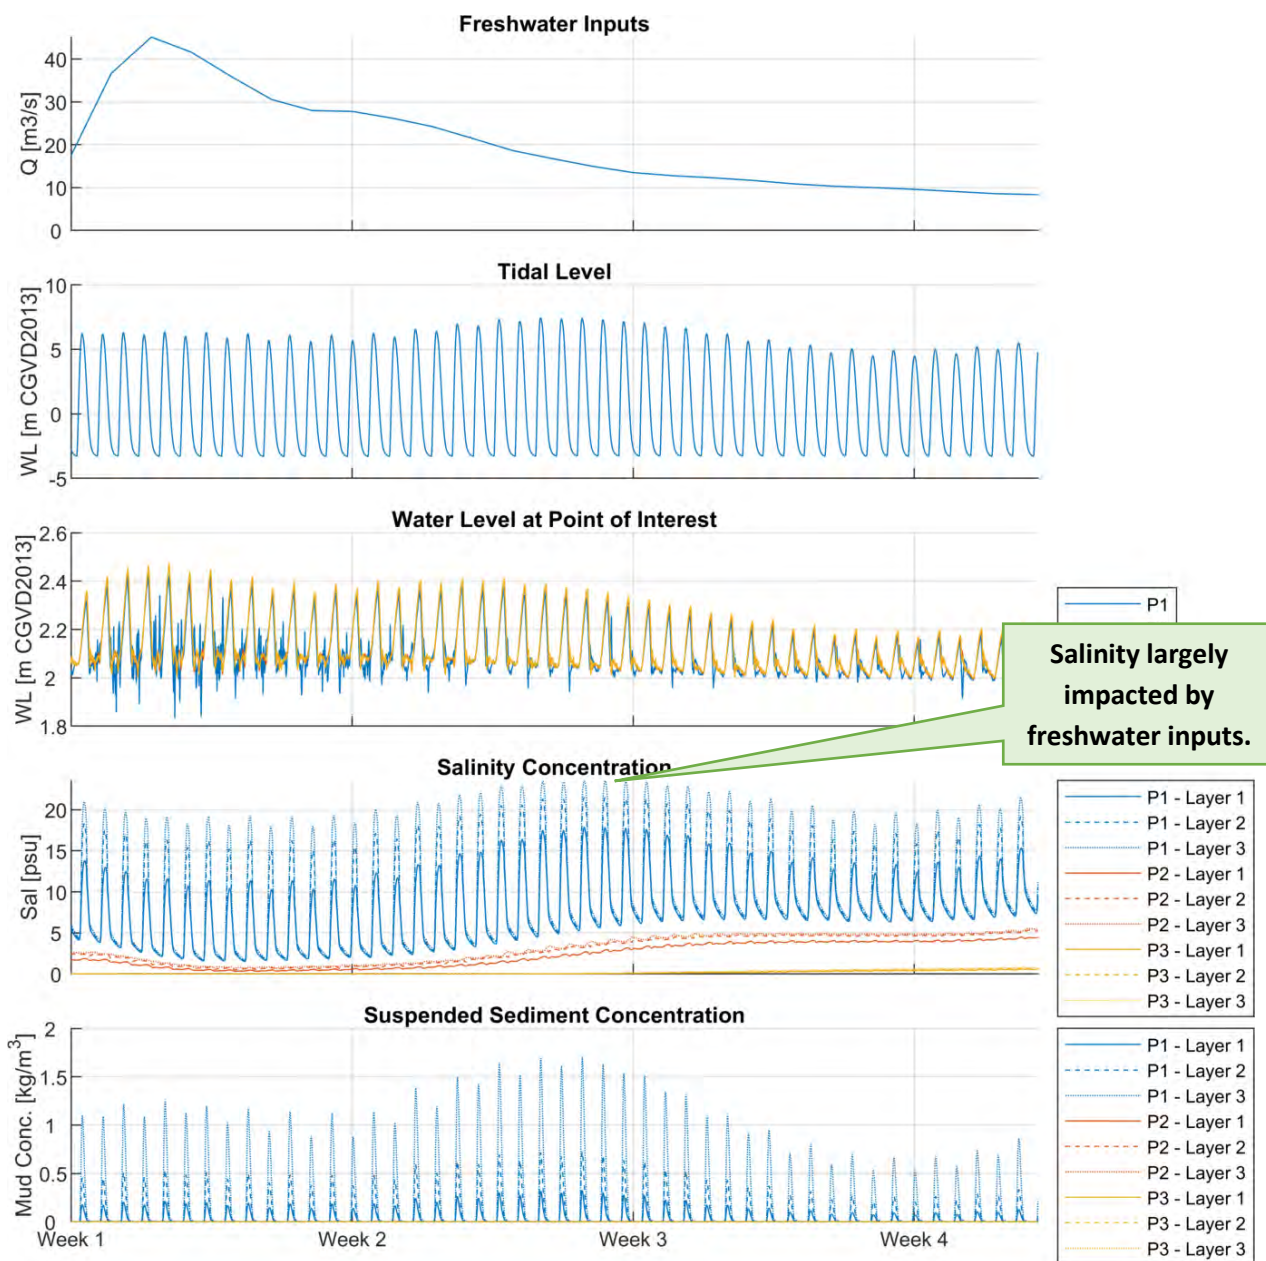 Freshwater Inputs
Q [m3/s]
40
30
20
10
0
Tidal Level
WL [m CGVD2013]
10
5
0
-5
Water Level at Point of Interest
WL [m CGVD2013]
2.6
2.4
2.2
2
1.8
P1
Salinity largely
impacted by
freshwater inputs.
Salinity Concentration
Sal [psu]
20
15
10
5
0
P1 - Layer 1
P1 - Layer 2
P1 - Layer 3
P2 - Layer 1
P2 - Layer 2
P2 - Layer 3
P3 - Layer 1
P3 - Layer 2
P3 - Layer 3
Suspended Sediment Concentration
Mud Conc. [kg/m³]
2
1.5
1
0.5
0
Week 1 Week 2 Week 3 Week 4
P1 - Layer 1
P1 - Layer 2
P1 - Layer 3
P2 - Layer 1
P2 - Layer 2
P2 - Layer 3
P3 - Layer 1
P3 - Layer 2
P3 - Layer 3